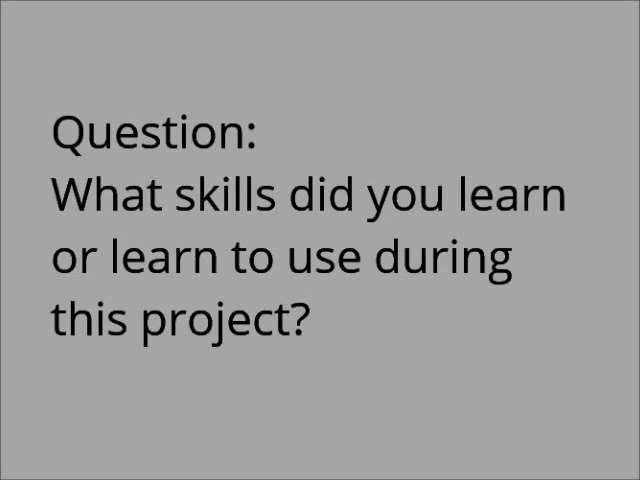 Question:
What skills did you learn
or learn to use during
this project?